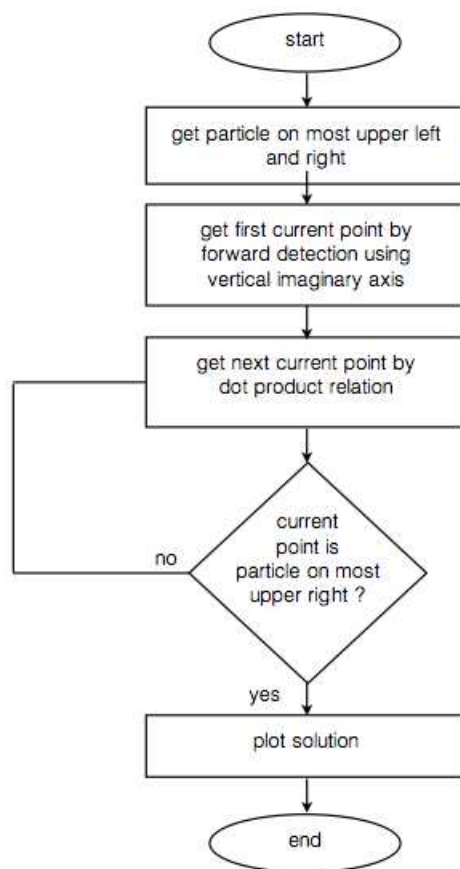 start
get particle on most upper left
and right
get first current point by
forward detection using
vertical imaginary axis
get next current point by
dot product relation
current
point is
particle on most
upper right ?
no
yes
plot solution
end